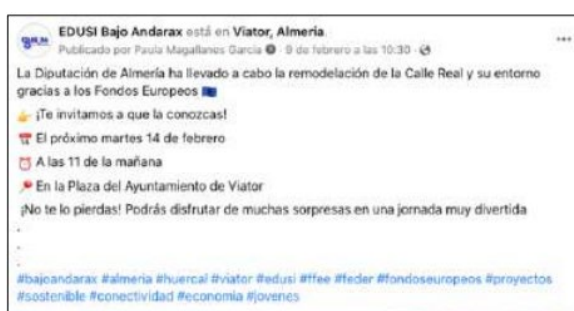 EDUSI Bajo Andarax está en Viator, Almería.
Publicado por Paula Magallanes Garcia · 9 de febrero a las 10:30 ·
La Diputación de Almería ha llevado a cabo la remodelación de la Calle Real y su entorno
gracias a los Fondos Europeos 🇪🇺
👉 ¡Te invitamos a que la conozcas!
📆 El próximo martes 14 de febrero
⏰ A las 11 de la mañana
📍 En la Plaza del Ayuntamiento de Viator
¡No te lo pierdas! Podrás disfrutar de muchas sorpresas en una jornada muy divertida
.
.
.
#bajoandarax #almeria #huercal #viator #edusi #ffee #feder #fondoseuropeos #proyectos
#sostenible #conectividad #economia #jovenes